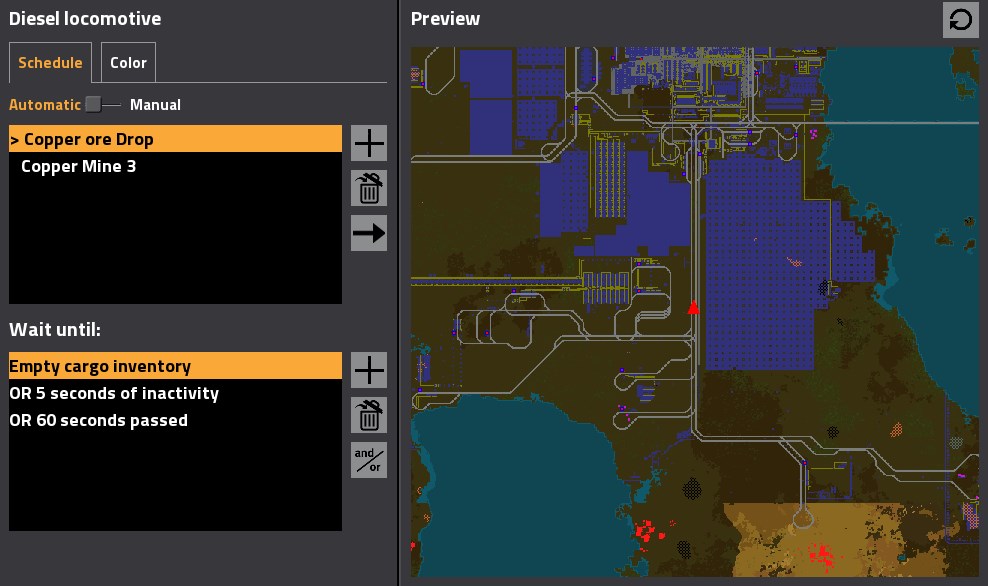 Diesel locomotive
Schedule
Color
Automatic
Manual
> Copper ore Drop
Copper Mine 3
Wait until:
Empty cargo inventory
OR 5 seconds of inactivity
OR 60 seconds passed
and/or
Preview